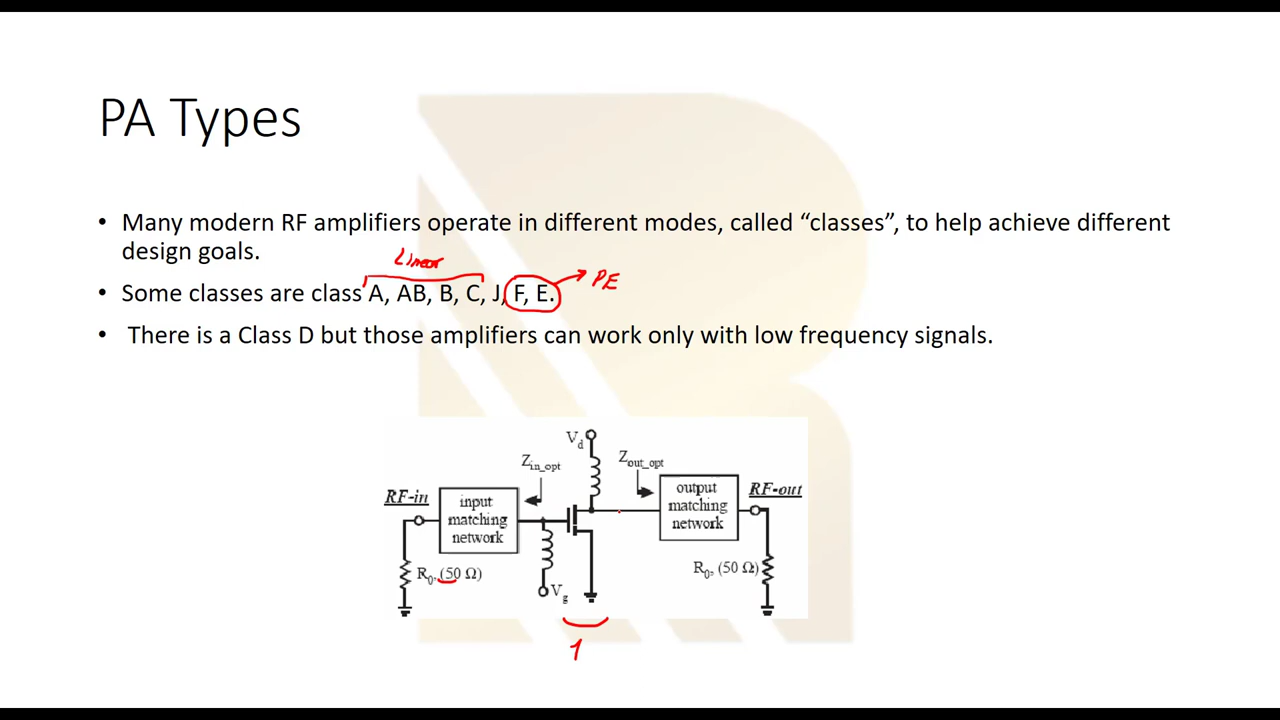 PA Types
• Many modern RF amplifiers operate in different modes, called “classes”, to help achieve different
design goals.
Linear
• Some classes are class A, AB, B, C, J, F, E.
PE
• There is a Class D but those amplifiers can work only with low frequency signals.
Vd
Zin_opt
Zout_opt
RF-in
input
matching
network
output
matching
network
RF-out
R0, (50 Ω)
Vg
R0, (50 Ω)
1